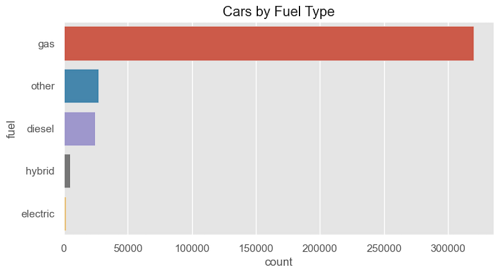 Cars by Fuel Type
gas
other
diesel
hybrid
electric
fuel
0 50000 100000 150000 200000 250000 300000
count